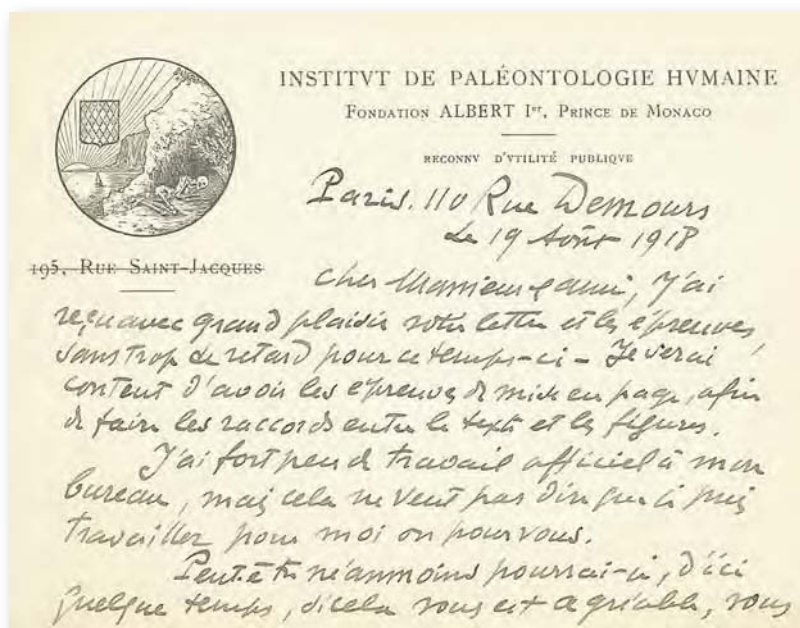 INSTITVT DE PALÉONTOLOGIE HVMAINE
FONDATION ALBERT Ier, PRINCE DE MONACO
RECONNV D'VTILITÉ PUBLIQVE
Paris. 110 Rue Demours
le 19 Août 1918
195, RUE SAINT-JACQUES
Cher Monsieur & ami, J'ai
reçu avec grand plaisir votre lettre et les épreuves,
sans trop de retard pour ce temps-ci – Je serai
content d'avoir les épreuves de mise en page, afin
de faire les raccords entre le texte et les figures.
J'ai fort peu de travail officiel à mon
bureau, mais cela ne veut pas dire que je puis
travailler pour moi ou pour vous.
Peut-être néanmoins pourrai-je, d'ici
quelque temps, si cela vous est agréable, vous